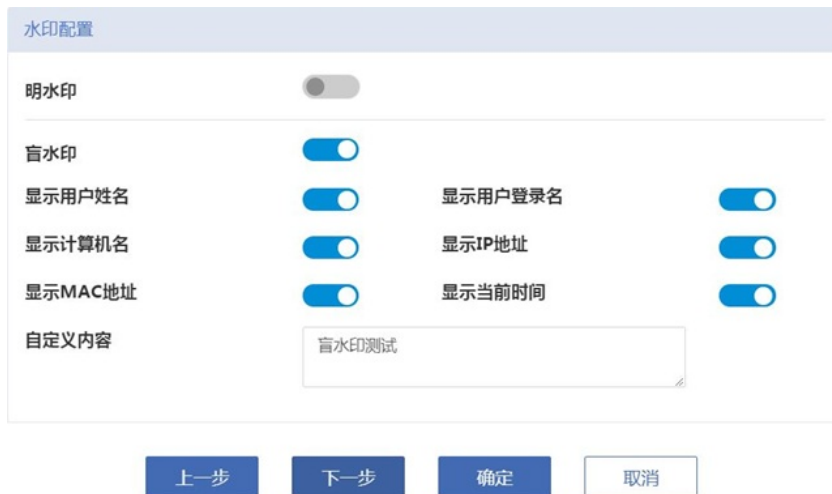 水印配置
明水印
盲水印
显示用户姓名 显示用户登录名
显示计算机名 显示IP地址
显示MAC地址 显示当前时间
自定义内容 盲水印测试
上一步 下一步 确定 取消